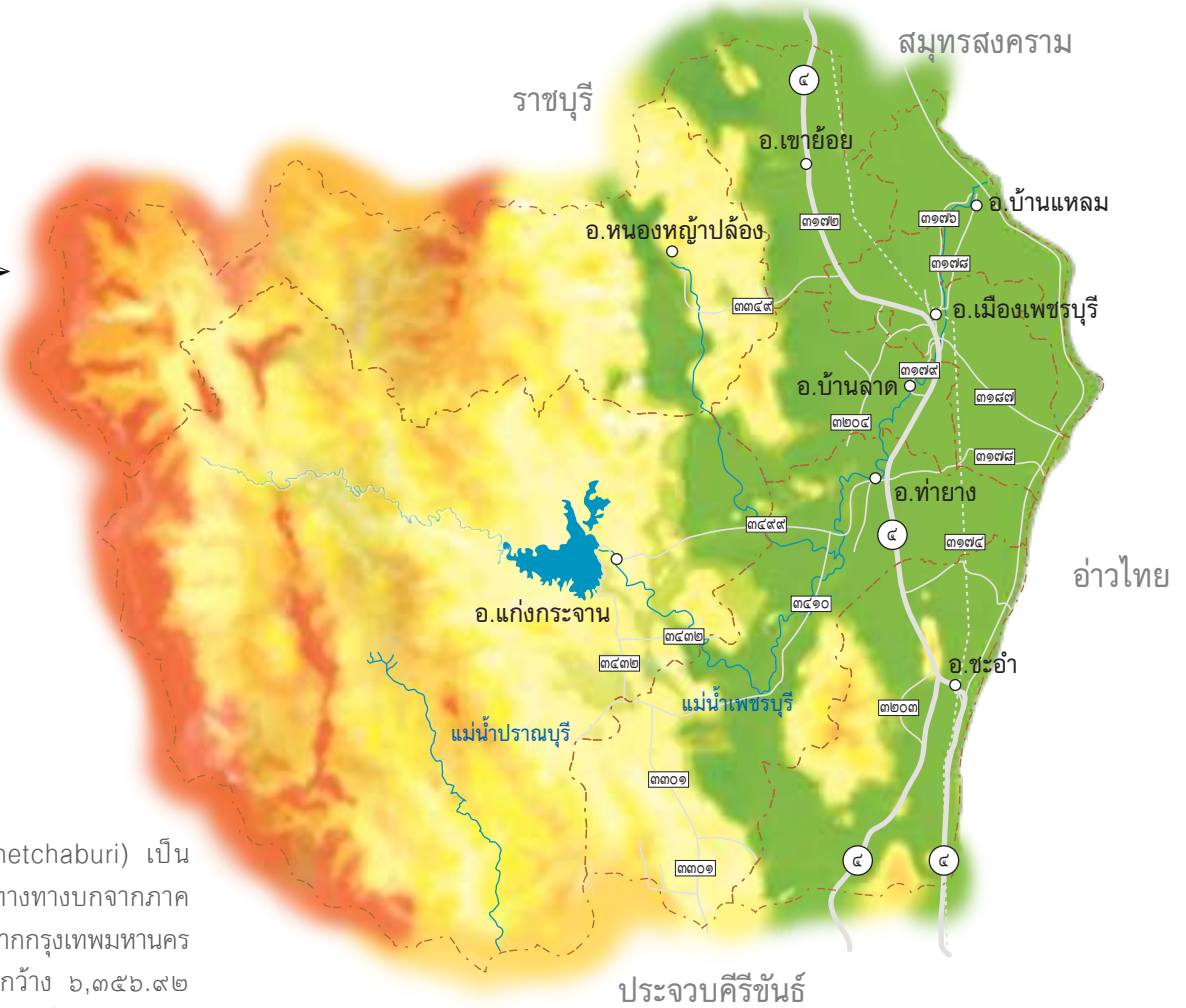 สมุทรสงคราม
ราชบุรี
๔
อ.เขาย้อย
อ.บ้านแหลม
๓๑๗๒
๓๑๗๖
อ.หนองหญ้าปล้อง
๓๑๗๘
๓๓๔๙
อ.เมืองเพชรบุรี
๓๑๗๙
อ.บ้านลาด
๓๑๘๗
๓๒๐๔
๓๑๗๘
อ.ท่ายาง
๓๔๙๙
๔
๓๑๗๔
อ่าวไทย
๓๔๑๐
อ.แก่งกระจาน
๓๔๓๒
๓๔๓๒
อ.ชะอำ
แม่น้ำเพชรบุรี
๓๒๐๓
แม่น้ำปราณบุรี
๓๓๐๑
๓๓๐๑
๔
๔
hetchaburi) เป็น
ทางทางบกจากภาค
ากกรุงเทพมหานคร
กว้าง ๖,๓๕๖.๙๒
ประจวบคีรีขันธ์